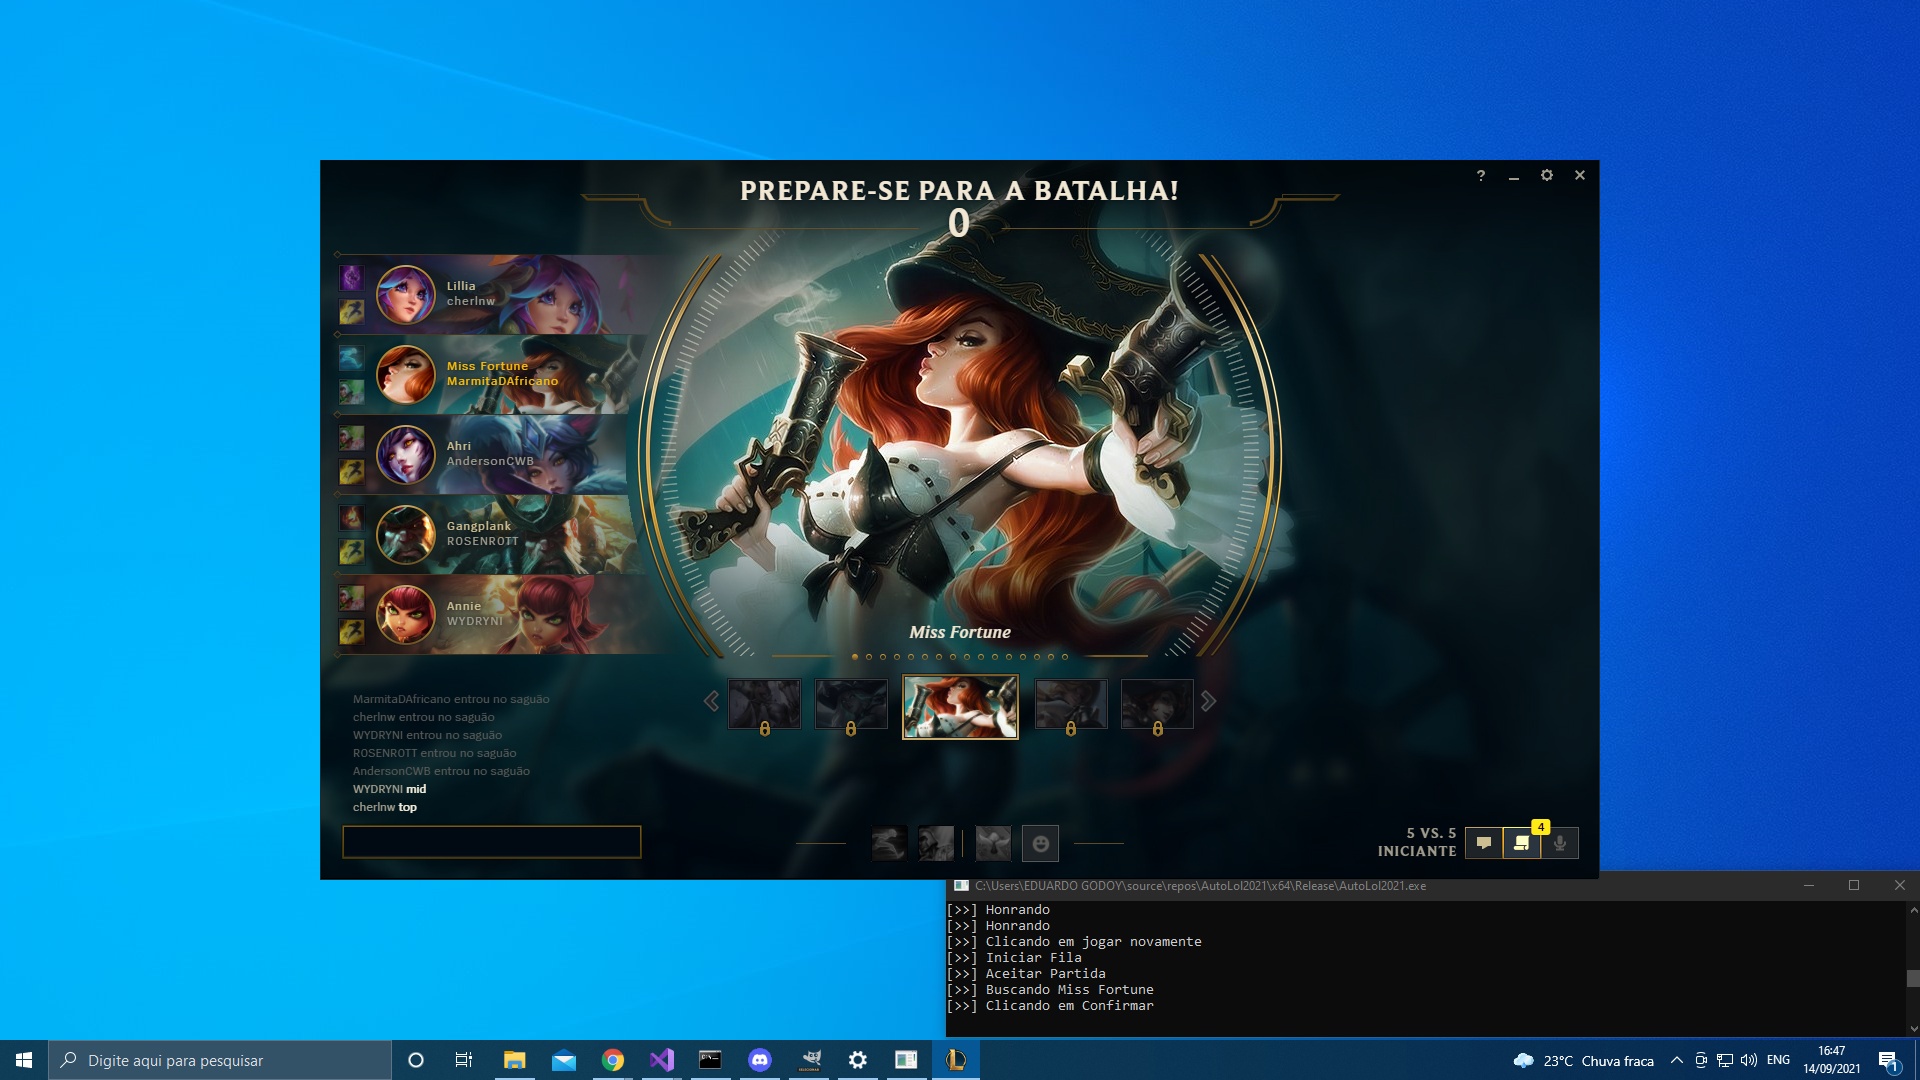 PREPARE-SE PARA A BATALHA!
0
Lillia
cherlnw
Miss Fortune
MarmitaDAfricano
Ahri
AndersonCWB
Gangplank
ROSENROTT
Annie
WYDRYNI
Miss Fortune
MarmitaDAfricano entrou no saguão
cherlnw entrou no saguão
WYDRYNI entrou no saguão
ROSENROTT entrou no saguão
AndersonCWB entrou no saguão
WYDRYNI mid
cherlnw top
5 VS. 5
INICIANTE
4
C:\Users\EDUARDO GODOY\source\repos\AutoLol2021\x64\Release\AutoLol2021.exe
[>>] Honrando
[>>] Honrando
[>>] Clicando em jogar novamente
[>>] Iniciar Fila
[>>] Aceitar Partida
[>>] Buscando Miss Fortune
[>>] Clicando em Confirmar
Digite aqui para pesquisar
23°C Chuva fraca
ENG
16:47
14/09/2021
1